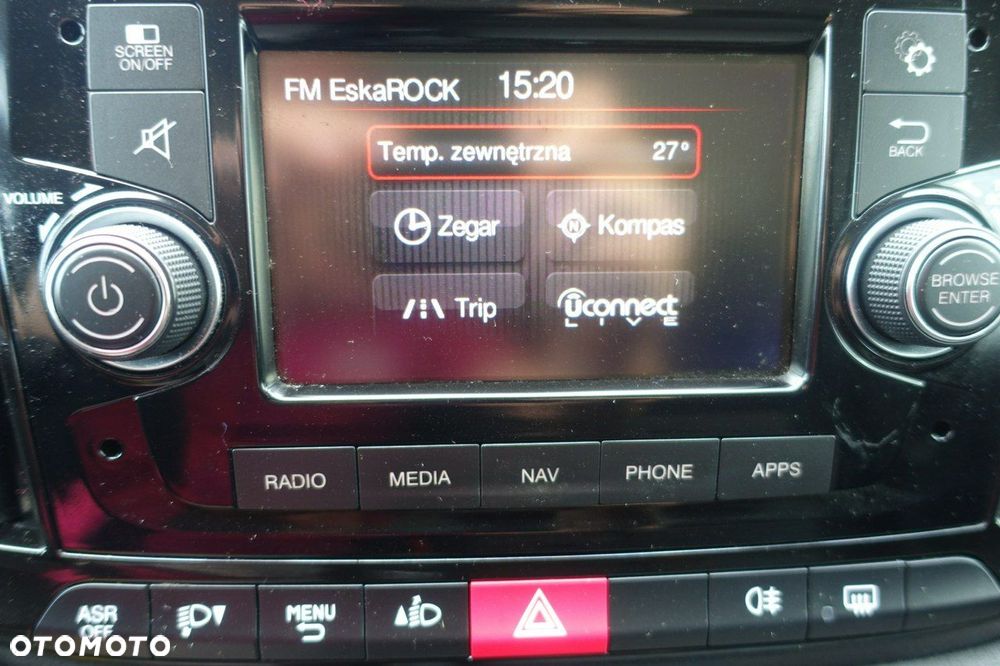 SCREEN
ON/OFF
FM EskaROCK 15:20
Temp. zewnętrzna 27°
BACK
VOLUME
Zegar
N Kompas
BROWSE
ENTER
Trip
uconnect
LIVE
RADIO
MEDIA
NAV
PHONE
APPS
ASR
OFF
MENU
OTOMOTO